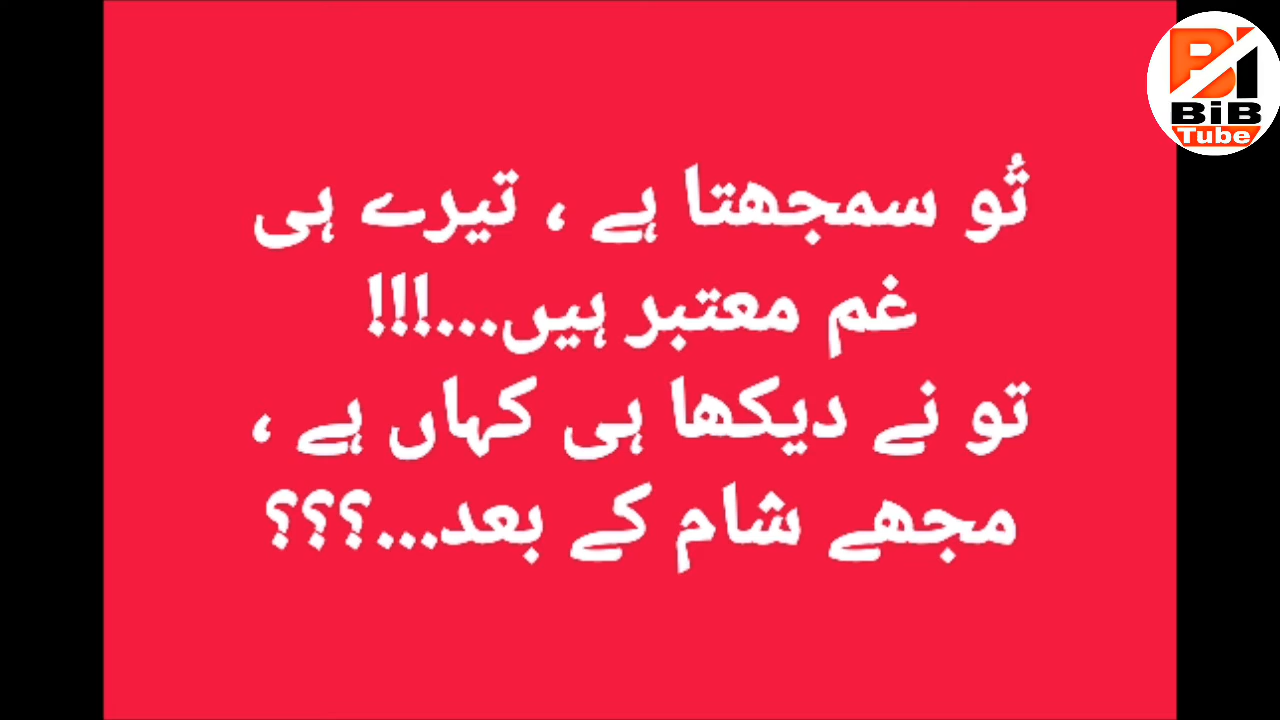 تُو سمجھتا ہے ، تیرے ہی
غم معتبر ہیں...!!!
تو نے دیکھا ہی کہاں ہے ،
مجھے شام کے بعد...؟؟؟
BiB
Tube